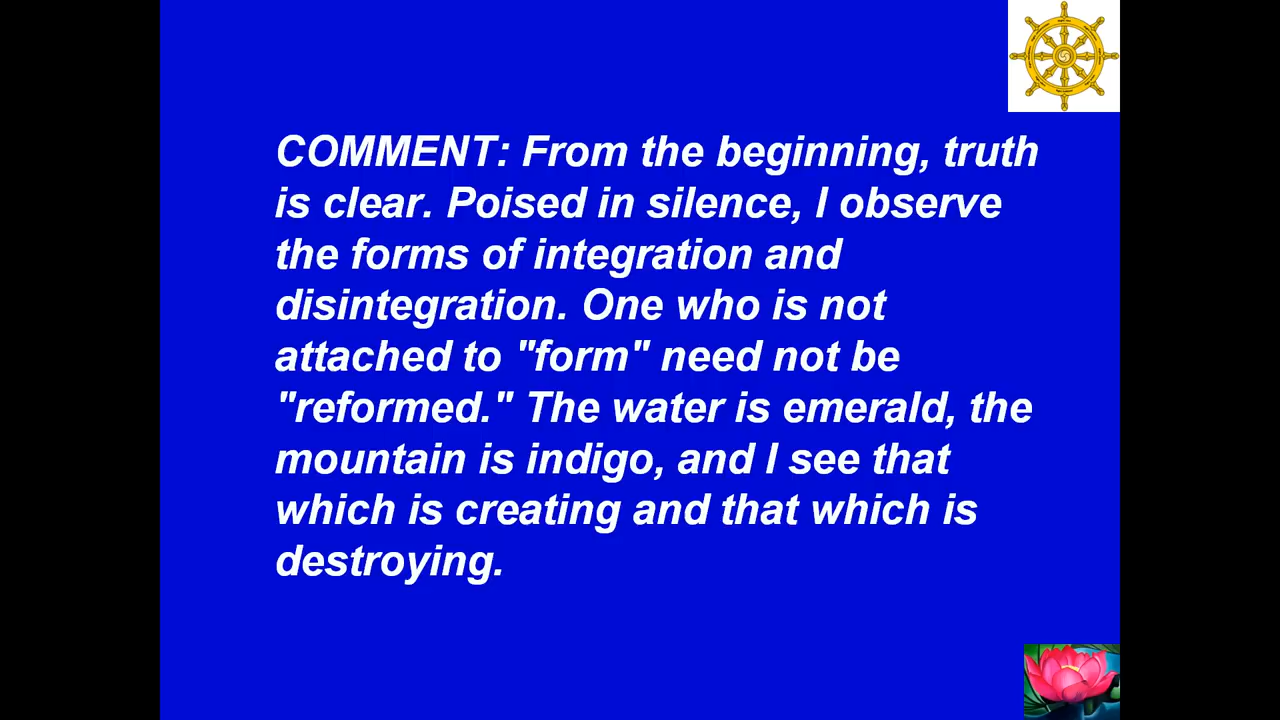 COMMENT: From the beginning, truth
is clear. Poised in silence, I observe
the forms of integration and
disintegration. One who is not
attached to "form" need not be
"reformed." The water is emerald, the
mountain is indigo, and I see that
which is creating and that which is
destroying.